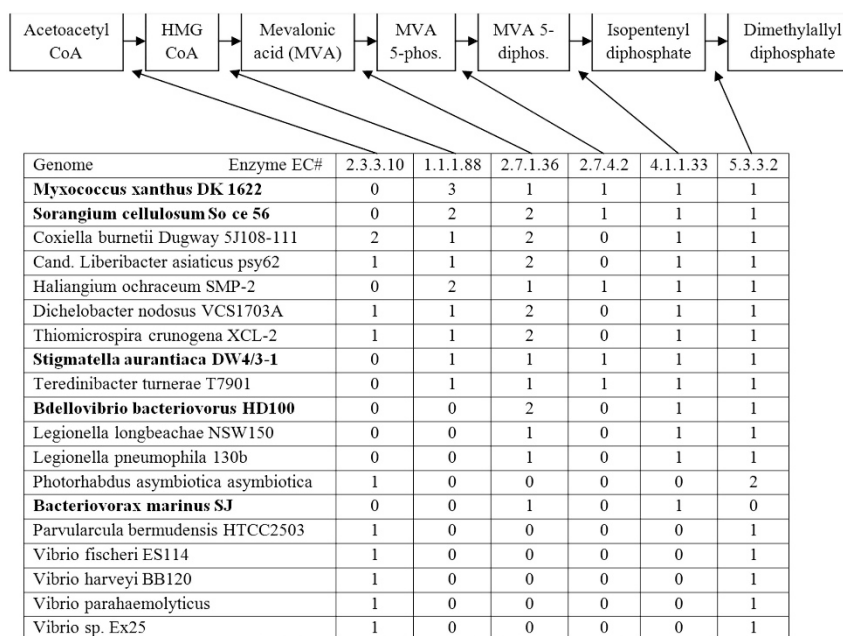 Acetoacetyl CoA
HMG CoA
Mevalonic acid (MVA)
MVA 5-phos.
MVA 5-diphos.
Isopentenyl diphosphate
Dimethylallyl diphosphate
Genome Enzyme EC# 2.3.3.10 1.1.1.88 2.7.1.36 2.7.4.2 4.1.1.33 5.3.3.2
Myxococcus xanthus DK 1622 0 3 1 1 1 1
Sorangium cellulosum So ce 56 0 2 2 1 1 1
Coxiella burnetii Dugway 5J108-111 2 1 2 0 1 1
Cand. Liberibacter asiaticus psy62 1 1 2 0 1 1
Haliangium ochraceum SMP-2 0 2 1 1 1 1
Dichelobacter nodosus VCS1703A 1 1 2 0 1 1
Thiomicrospira crunogena XCL-2 1 1 2 0 1 1
Stigmatella aurantiaca DW4/3-1 0 1 1 1 1 1
Teredinibacter turnerae T7901 0 1 1 1 1 1
Bdellovibrio bacteriovorus HD100 0 0 2 0 1 1
Legionella longbeachae NSW150 0 0 1 0 1 1
Legionella pneumophila 130b 0 0 1 0 1 1
Photorhabdus asymbiotica asymbiotica 1 0 0 0 0 2
Bacteriovorax marinus SJ 0 0 1 0 1 0
Parvularcula bermudensis HTCC2503 1 0 0 0 0 1
Vibrio fischeri ES114 1 0 0 0 0 1
Vibrio harveyi BB120 1 0 0 0 0 1
Vibrio parahaemolyticus 1 0 0 0 0 1
Vibrio sp. Ex25 1 0 0 0 0 1